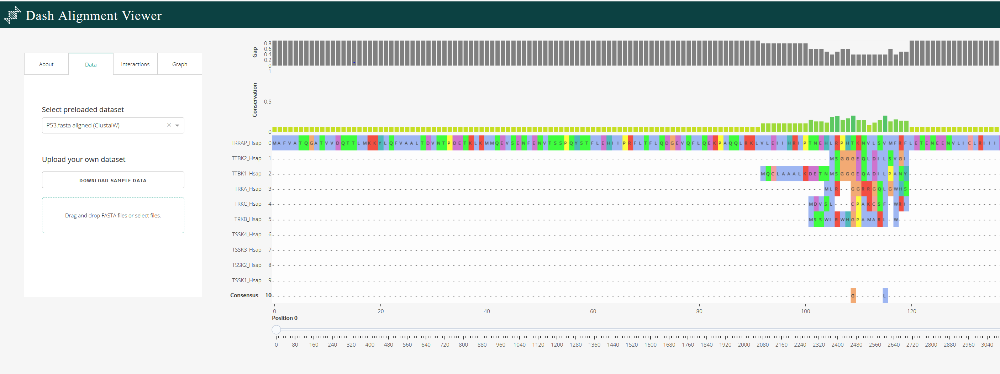 Dash Alignment Viewer
About
Data
Interactions
Graph
Select preloaded dataset
P53.fasta aligned (ClustalW)
Upload your own dataset
DOWNLOAD SAMPLE DATA
Drag and drop FASTA files or select files.
Gap
0.8
0.6
0.4
0.2
0
Conservation
1
0.5
0
TRRAP_Hsap 0 MAFVATQGATVVDQTTLMKKYLQFVAALTDVNTPDETKLKMMQEVSENFENVTSSPQYSTFLEHIIPRFLTFLQDGEVQFLQEKPAQQLRKLVLEIIHRIPTNEHLRPHTKNVLSVMFRFLETENEENVLICLRIII
TTBK2_Hsap 1 MSGGGEQLDILSVGI
TTBK1_Hsap 2 MQCLAAALKDETNMSGGGEQADILPANY
TRKA_Hsap 3 MLR--GGRRGQLGWHS
TRKC_Hsap 4 MDVSL---CPAKCSF-WRI
TRKB_Hsap 5 MSSWIRWHGPAMARL-W
TSSK4_Hsap 6
TSSK3_Hsap 7
TSSK2_Hsap 8
TSSK1_Hsap 9
Consensus 10 G-----L
0 20 40 60 80 100 120
Position 0
0 80 160 240 320 400 480 560 640 720 800 880 960 1040 1120 1200 1280 1360 1440 1520 1600 1680 1760 1840 1920 2000 2080 2160 2240 2320 2400 2480 2560 2640 2720 2800 2880 2960 3040